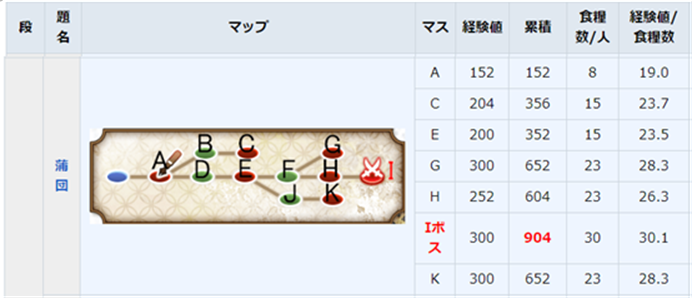 段 題名 マップ マス 経験値 累積 食糧数/人 経験値/食糧数
蒲団
A 152 152 8 19.0
C 204 356 15 23.7
E 200 352 15 23.5
G 300 652 23 28.3
H 252 604 23 26.3
Iボス 300 904 30 30.1
K 300 652 23 28.3
B C G
A D E F H I
J K